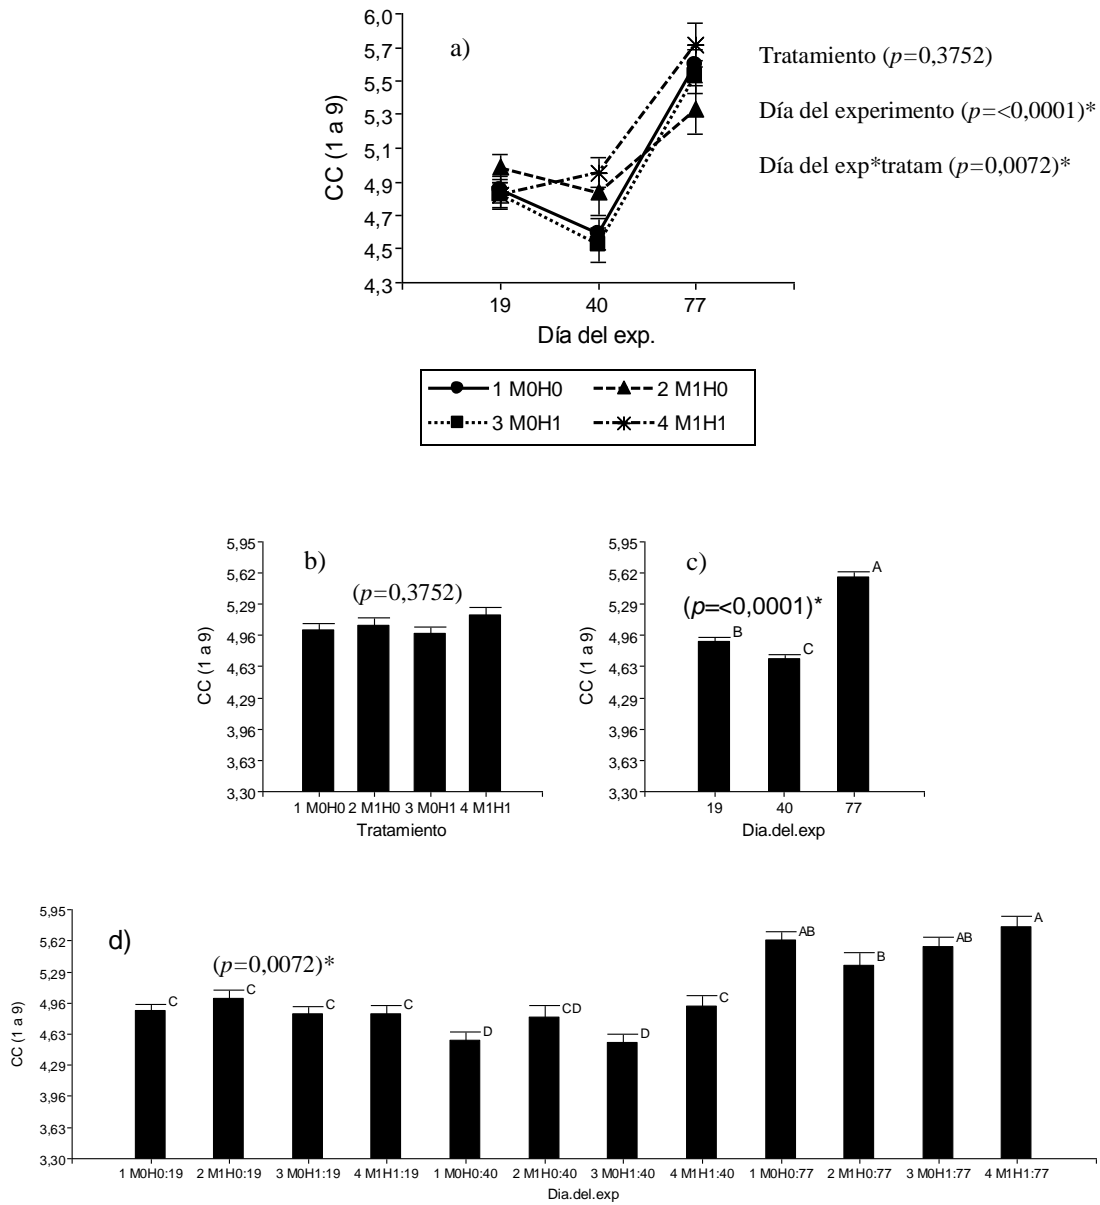 a)
CC (1 a 9)
6,0
5,7
5,5
5,3
5,1
4,9
4,7
4,5
4,3
19 40 77
Día del exp.
Tratamiento (p=0,3752)
Día del experimento (p=<0,0001)*
Día del exp*tratam (p=0,0072)*
1 M0H0 2 M1H0
3 M0H1 4 M1H1
b)
(p=0,3752)
CC (1 a 9)
5,95
5,62
5,29
4,96
4,63
4,29
3,96
3,63
3,30
1 M0H0 2 M1H0 3 M0H1 4 M1H1
Tratamiento
c)
(p=<0,0001)*
CC (1 a 9)
5,95
5,62
5,29
4,96
4,63
4,29
3,96
3,63
3,30
B C A
19 40 77
Dia.del.exp
d)
(p=0,0072)*
CC (1 a 9)
5,95
5,62
5,29
4,96
4,63
4,29
3,96
3,63
3,30
C C C C D CD D C AB B AB A
1 M0H0:19 2 M1H0:19 3 M0H1:19 4 M1H1:19 1 M0H0:40 2 M1H0:40 3 M0H1:40 4 M1H1:40 1 M0H0:77 2 M1H0:77 3 M0H1:77 4 M1H1:77
Dia.del.exp